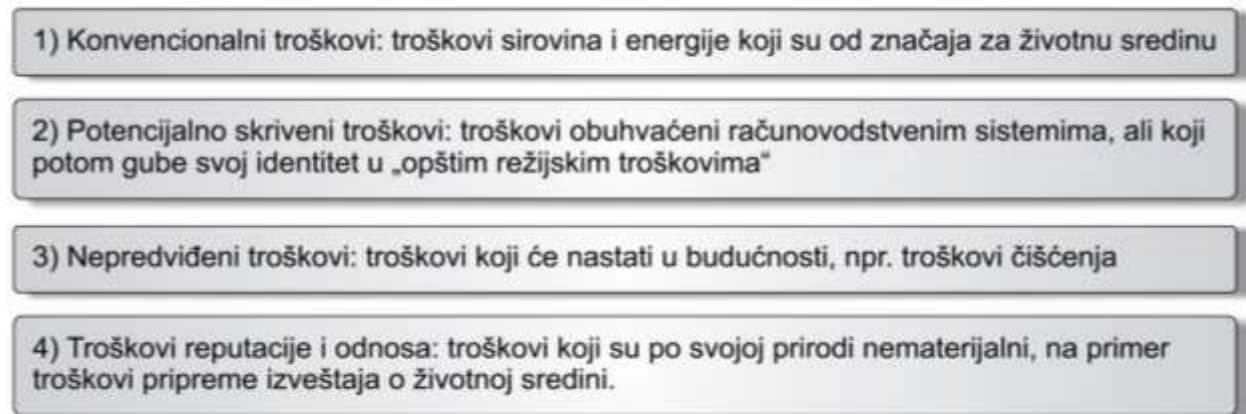 1) Konvencionalni troškovi: troškovi sirovina i energije koji su od značaja za životnu sredinu
2) Potencijalno skriveni troškovi: troškovi obuhvaćeni računovodstvenim sistemima, ali koji
potom gube svoj identitet u „opštim režijskim troškovima“
3) Nepredviđeni troškovi: troškovi koji će nastati u budućnosti, npr. troškovi čišćenja
4) Troškovi reputacije i odnosa: troškovi koji su po svojoj prirodi nematerijalni, na primer
troškovi pripreme izveštaja o životnoj sredini.